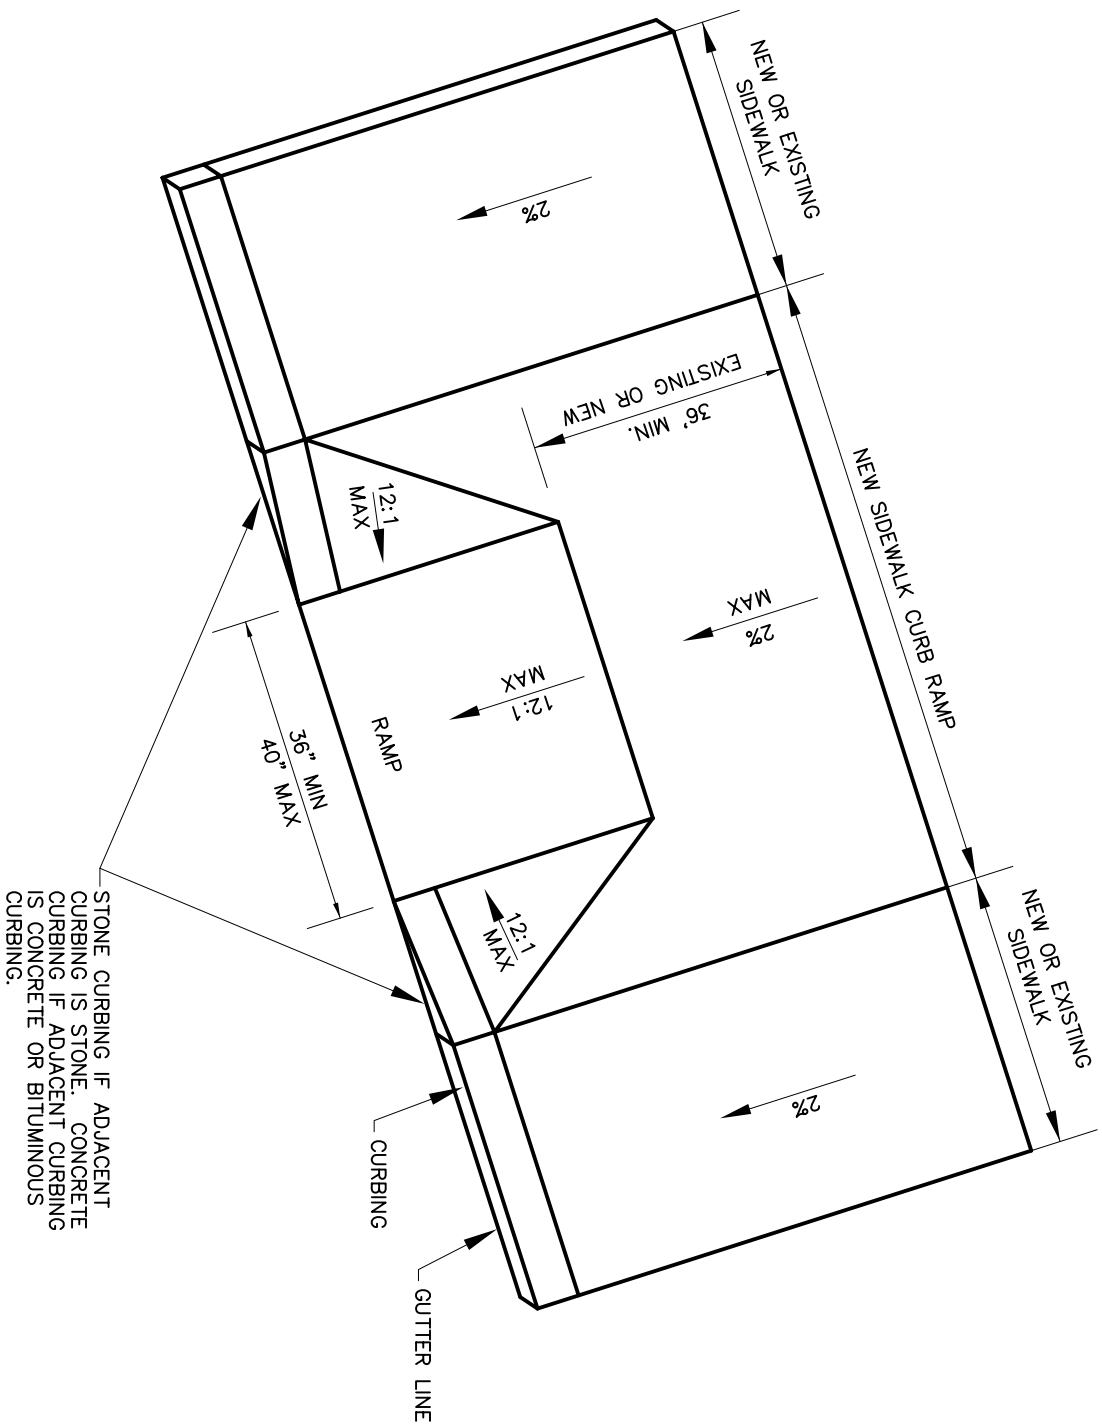 NEW OR EXISTING
SIDEWALK
NEW SIDEWALK CURB RAMP
NEW OR EXISTING
SIDEWALK
2%
EXISTING OR NEW
36' MIN.
2%
MAX
2%
12:1
MAX
12:1
MAX
12:1
MAX
RAMP
36" MIN
40" MAX
CURBING
GUTTER LINE
STONE CURBING IF ADJACENT
CURBING IS STONE. CONCRETE
CURBING IF ADJACENT CURBING
IS CONCRETE OR BITUMINOUS
CURBING.